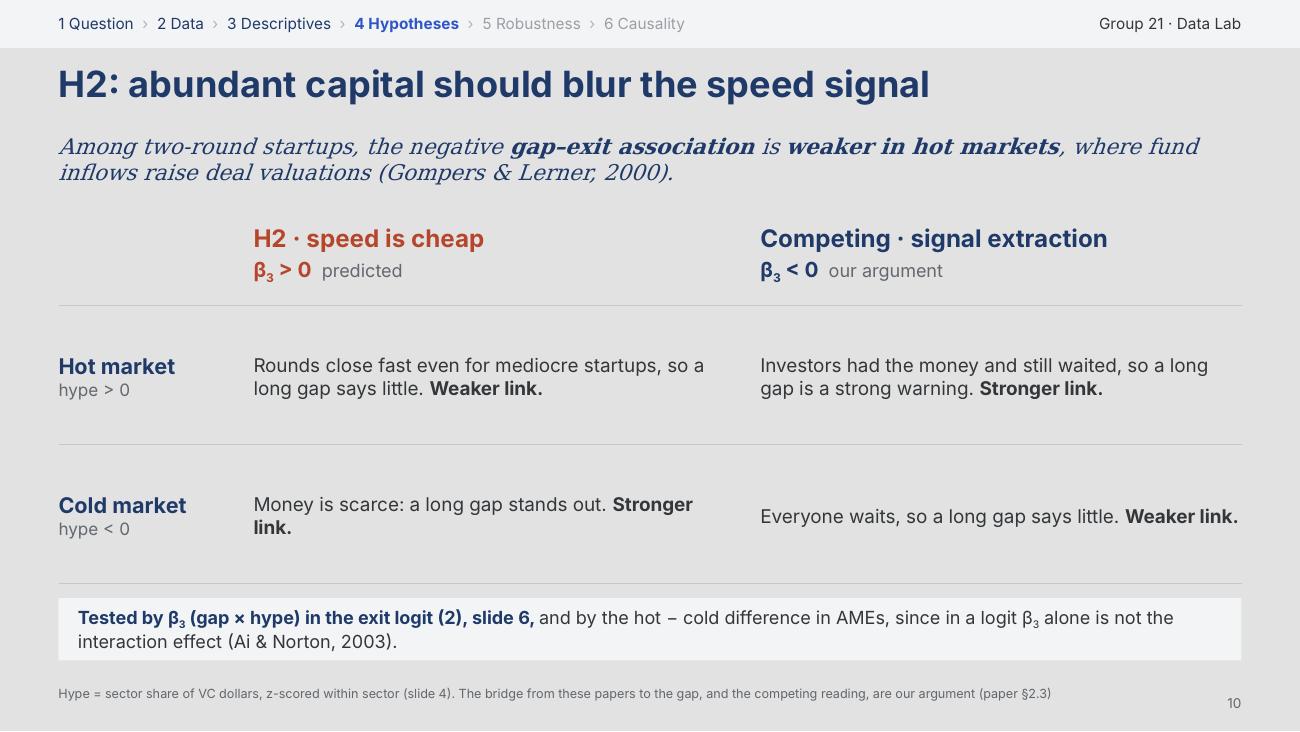 1 Question › 2 Data › 3 Descriptives › 4 Hypotheses › 5 Robustness › 6 Causality
Group 21 · Data Lab
H2: abundant capital should blur the speed signal
Among two-round startups, the negative gap–exit association is weaker in hot markets, where fund
inflows raise deal valuations (Gompers & Lerner, 2000).
H2 · speed is cheap
β₃ > 0 predicted
Competing · signal extraction
β₃ < 0 our argument
Hot market
hype > 0
Rounds close fast even for mediocre startups, so a
long gap says little. Weaker link.
Investors had the money and still waited, so a long
gap is a strong warning. Stronger link.
Cold market
hype < 0
Money is scarce: a long gap stands out. Stronger
link.
Everyone waits, so a long gap says little. Weaker link.
Tested by β₃ (gap × hype) in the exit logit (2), slide 6, and by the hot − cold difference in AMEs, since in a logit β₃ alone is not the
interaction effect (Ai & Norton, 2003).
Hype = sector share of VC dollars, z-scored within sector (slide 4). The bridge from these papers to the gap, and the competing reading, are our argument (paper §2.3)
10